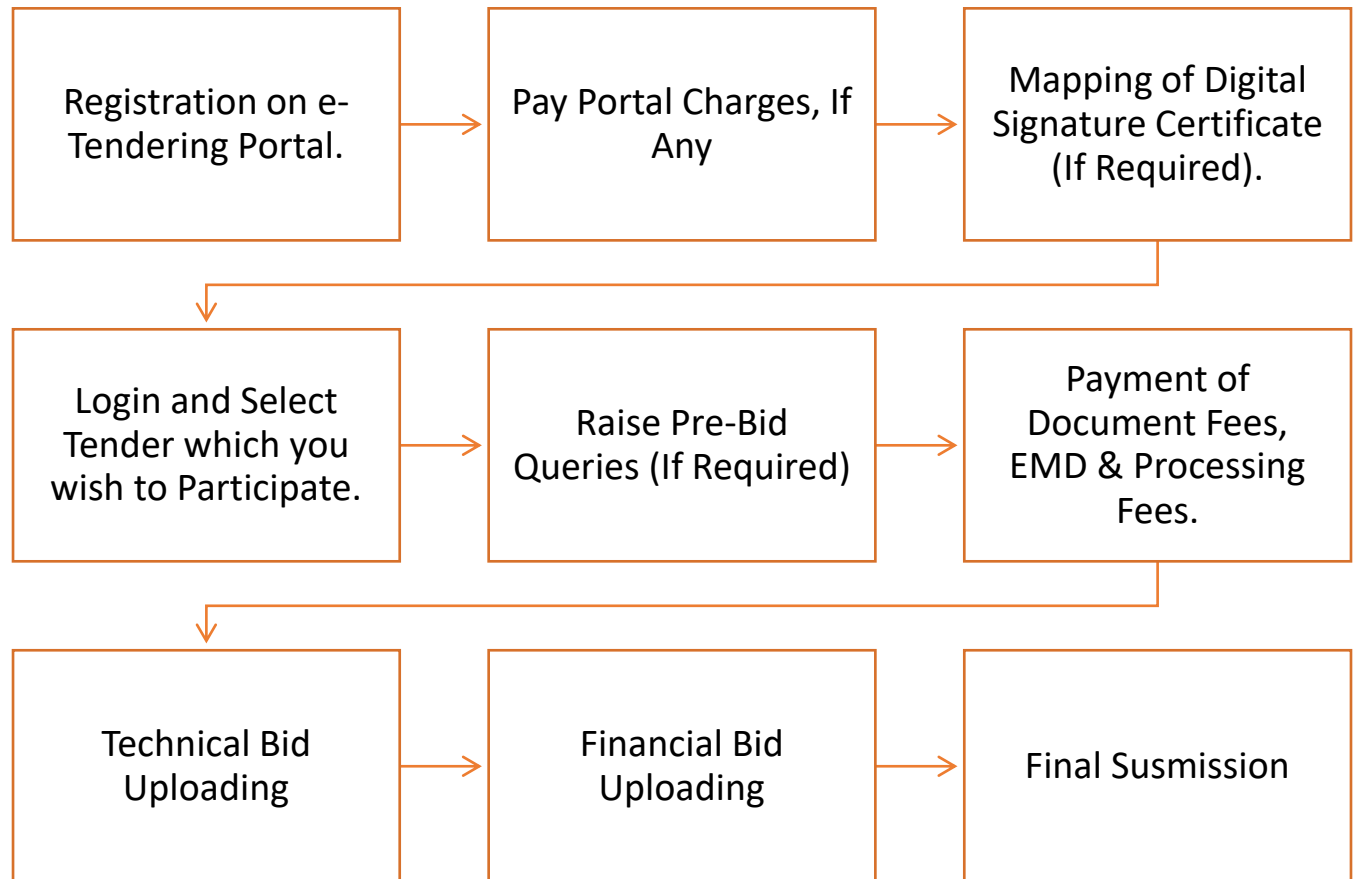 Registration on e-
Tendering Portal.
Pay Portal Charges, If
Any
Mapping of Digital
Signature Certificate
(If Required).
Login and Select
Tender which you
wish to Participate.
Raise Pre-Bid
Queries (If Required)
Payment of
Document Fees,
EMD & Processing
Fees.
Technical Bid
Uploading
Financial Bid
Uploading
Final Susmission